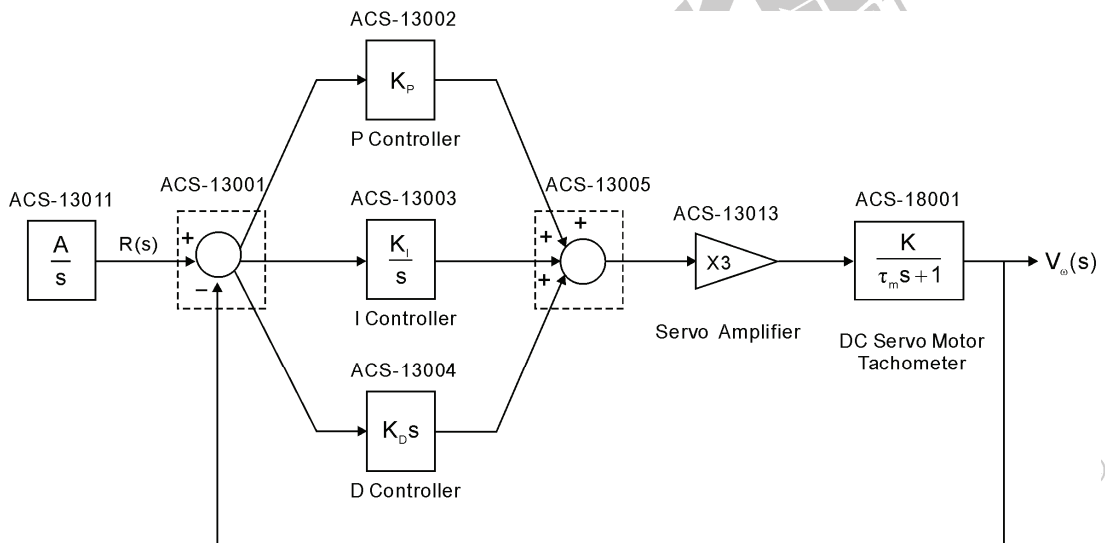 ACS-13002
K_P
P Controller
ACS-13011
A
s
R(s)
ACS-13001
+
−
ACS-13003
K_I
s
I Controller
ACS-13004
K_D s
D Controller
ACS-13005
+
+
+
ACS-13013
X3
Servo Amplifier
ACS-18001
K
τ_m s + 1
DC Servo Motor
Tachometer
V_ω(s)